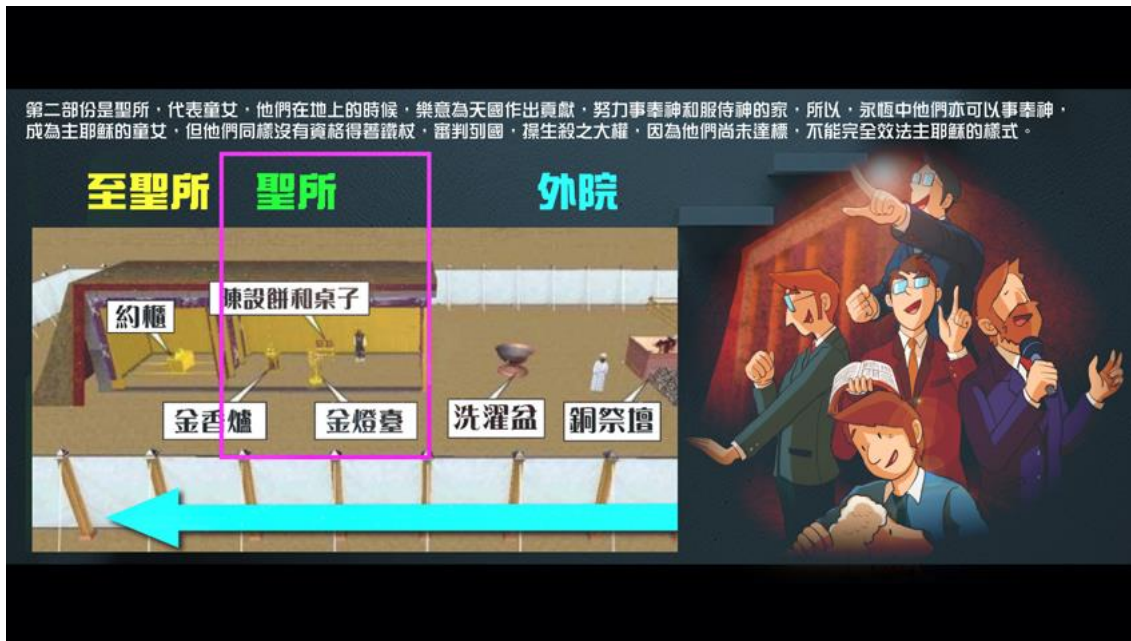 第二部份是聖所，代表童女，他們在地上的時候，樂意為天國作出貢獻，努力事奉神和服侍神的家，所以，永恆中他們亦可以事奉神，
成為主耶穌的童女，但他們同樣沒有資格得著鐵杖，審判列國，操生殺之大權，因為他們尚未達標，不能完全效法主耶穌的樣式。
至聖所 聖所 外院
陳設餅和桌子
約櫃
金香爐 金燈臺 洗濯盆 銅祭壇